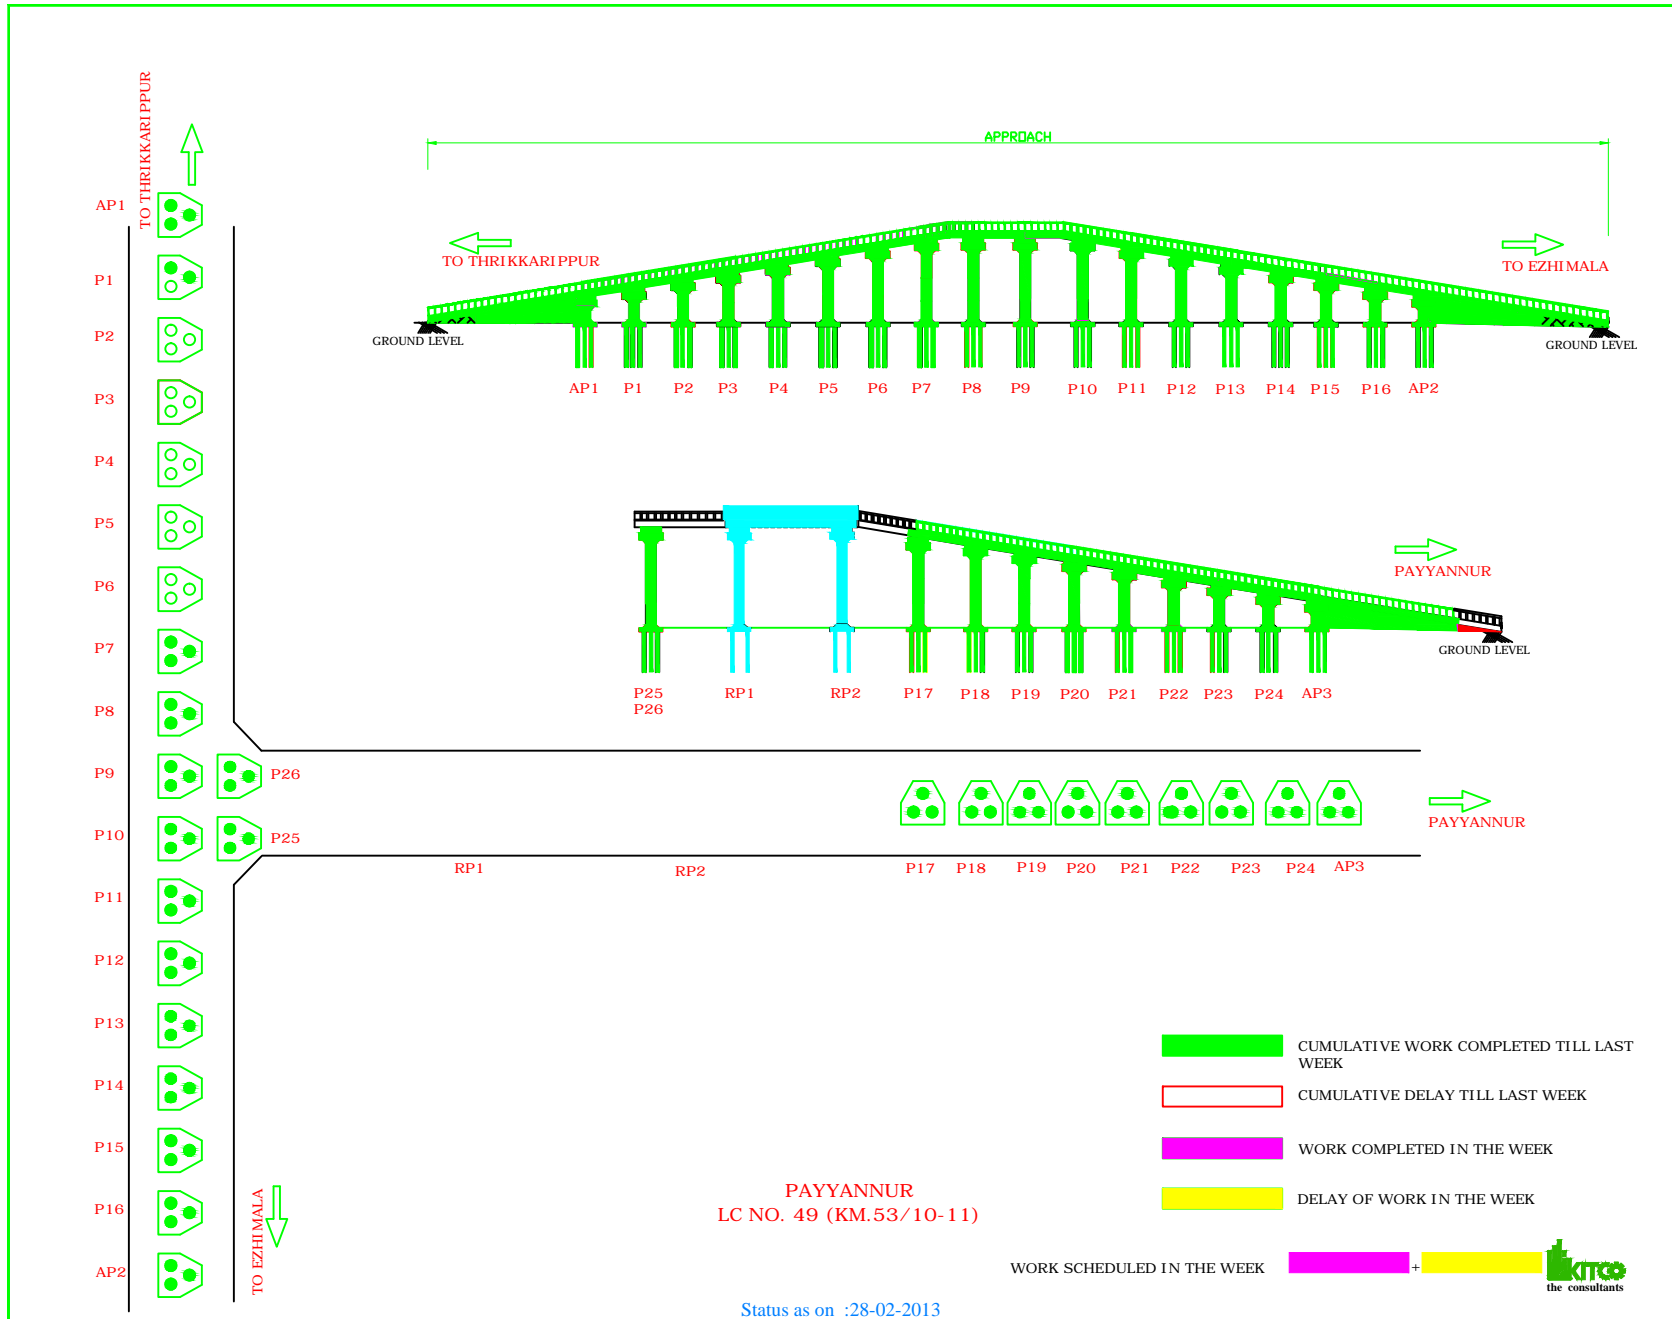 TO THRIKKARIPPUR
AP1
P1
P2
P3
P4
P5
P6
P7
P8
P9
P26
P10
P25
P11
P12
P13
P14
P15
P16
AP2
TO EZHIMALA
APPROACH
TO THRIKKARIPPUR
TO EZHIMALA
GROUND LEVEL
GROUND LEVEL
AP1 P1 P2 P3 P4 P5 P6 P7 P8 P9 P10 P11 P12 P13 P14 P15 P16 AP2
PAYYANNUR
GROUND LEVEL
P25 RP1 RP2 P17 P18 P19 P20 P21 P22 P23 P24 AP3
P26
PAYYANNUR
RP1 RP2 P17 P18 P19 P20 P21 P22 P23 P24 AP3
CUMULATIVE WORK COMPLETED TILL LAST
WEEK
CUMULATIVE DELAY TILL LAST WEEK
WORK COMPLETED IN THE WEEK
DELAY OF WORK IN THE WEEK
WORK SCHEDULED IN THE WEEK +
KITCO
the consultants
PAYYANNUR
LC NO. 49 (KM.53/10-11)
Status as on :28-02-2013